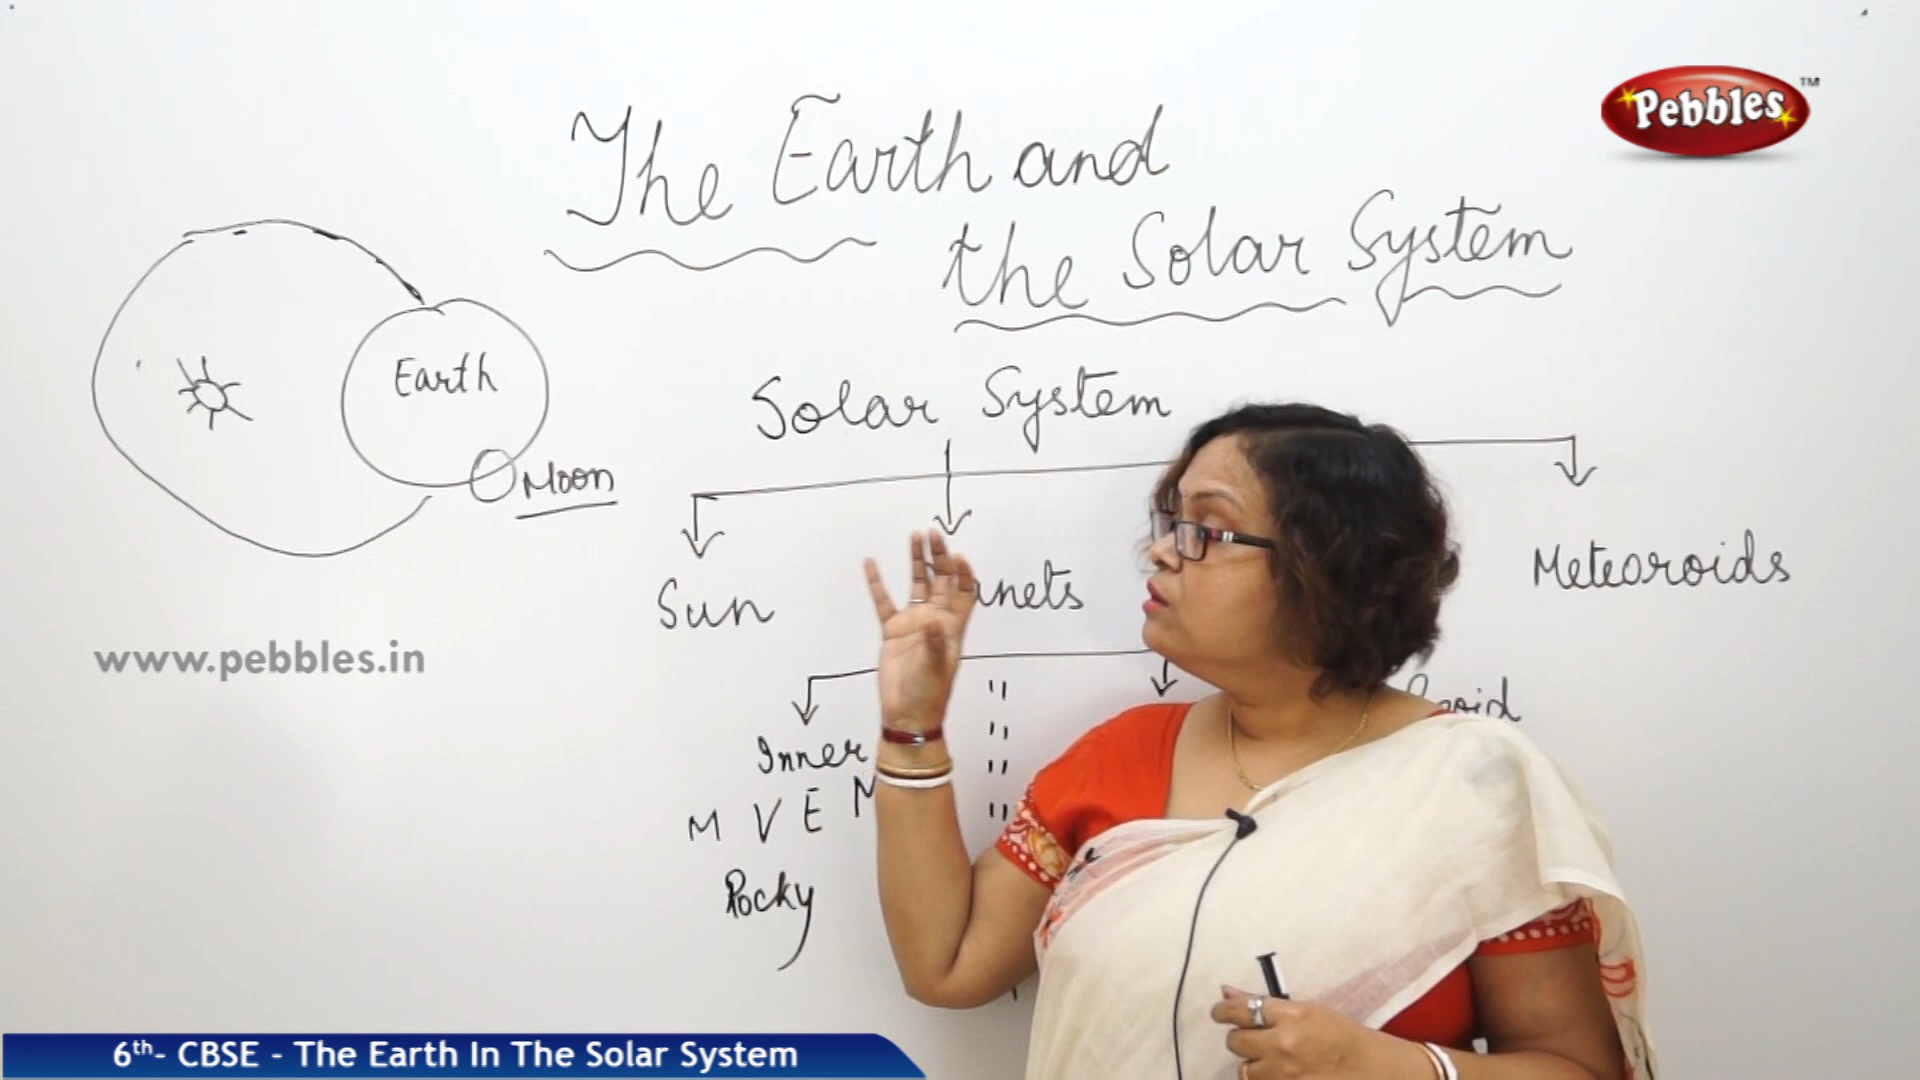 Pebbles TM
The Earth and
the Solar System
Earth
Moon
Solar System
Sun
Meteoroids
www.pebbles.in
Inner
M V E M
Rocky
6th- CBSE - The Earth In The Solar System